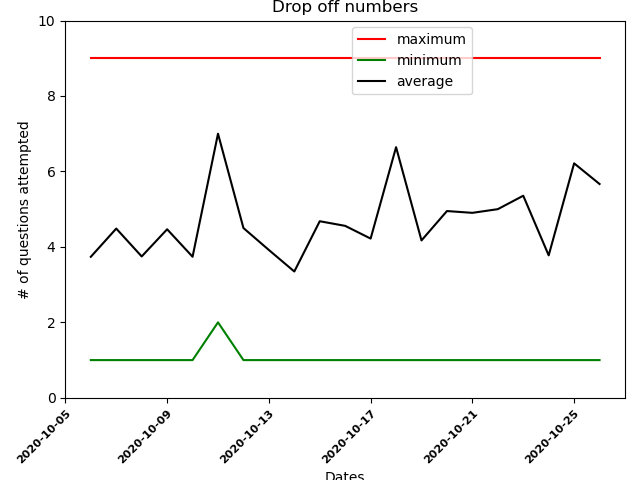 Drop off numbers
maximum
minimum
average
# of questions attempted
10
8
6
4
2
0
2020-10-05
2020-10-09
2020-10-13
2020-10-17
2020-10-21
2020-10-25
Dates